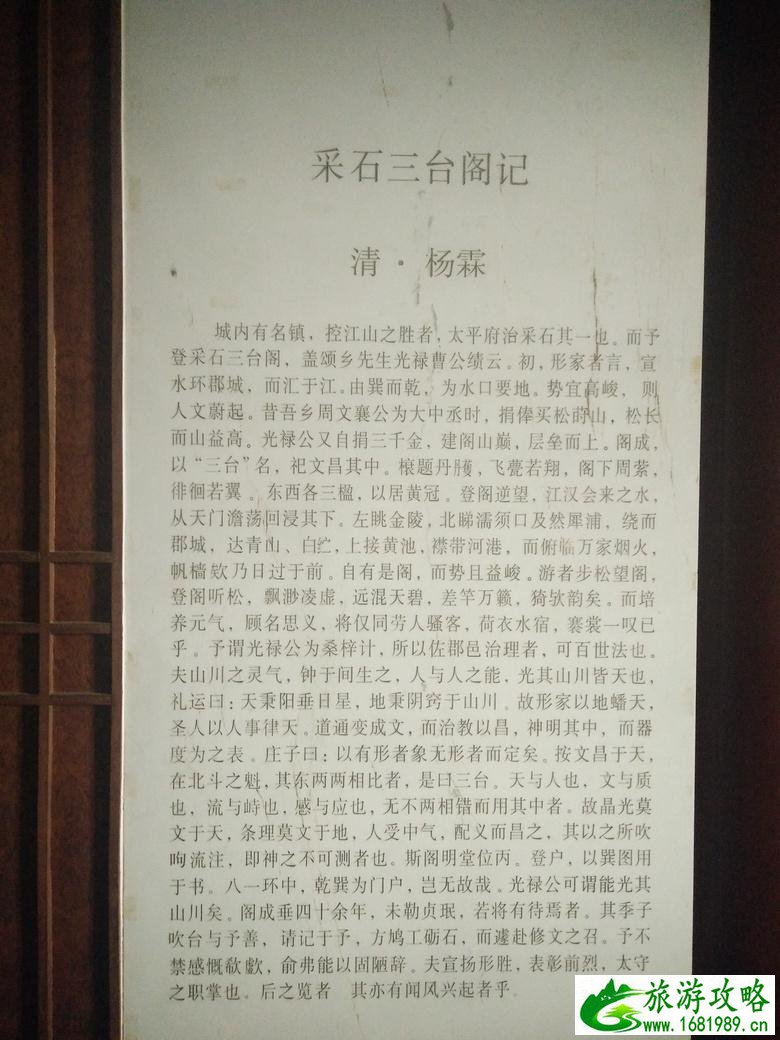 采石三台阁记
清·杨霖
城内有名镇，控江山之胜者，太平府治采石其一也。而予
登采石三台阁，盖颂乡先生光禄曹公绩云。初，形家者言，宣
水环郡城，而汇于江。由巽而乾，为水口要地。势宜高峻，则
人文蔚起。昔吾乡周文襄公为大中丞时，捐俸买松莳山，松长
而山益高。光禄公又自捐三千金，建阁山巅，层垒而上。阁成，
以“三台”名，祀文昌其中。榱题丹雘，飞甍若翔，阁下周萦，
徘徊若翼。东西各三楹，以居黄冠。登阁逆望，江汉会来之水，
从天门澹荡回浸其下。左眺金陵，北睇濡须口及然犀浦，绕而
郡城，达青山、白纻，上接黄池，襟带河港，而俯临万家烟火，
帆樯欸乃日过于前。自有是阁，而势且益峻。游者步松望阁，
登阁听松，飘渺凌虚，远混天碧，差竽万籁，猗欤韵矣。而培
养元气，顾名思义，将仅同劳人骚客，荷衣水宿，褰裳一叹已
乎。予谓光禄公为桑梓计，所以佐郡邑治理者，可百世法也。
夫山川之灵气，钟于间生之，人与人之能，光其山川皆天也，
礼运曰：天秉阳垂日星，地秉阴窍于山川。故形家以地蟠天，
圣人以人事律天。道通变成文，而治教以昌，神明其中，而器
度为之表。庄子曰：以有形者象无形者而定矣。按文昌于天，
在北斗之魁，其东两两相比者，是曰三台。天与人也，文与质
也，流与峙也，感与应也，无不两相错而用其中者。故晶光莫
文于天，条理莫文于地，人受中气，配义而昌之，其以之所吹
呴流注，即神之不可测者也。斯阁明堂位丙。登户，以巽图用
于书。八一环中，乾巽为门户，岂无故哉。光禄公可谓能光其
山川矣。阁成垂四十余年，未勒贞珉，若将有待焉者。其季子
吹台与予善，请记于予，方鸠工砺石，而遽赴修文之召。予不
禁感慨欷歔，俞弗能以固陋辞。夫宣扬形胜，表彰前烈，太守
之职掌也。后之览者 其亦有闻风兴起者乎
旅游攻略
www.1681989.cn